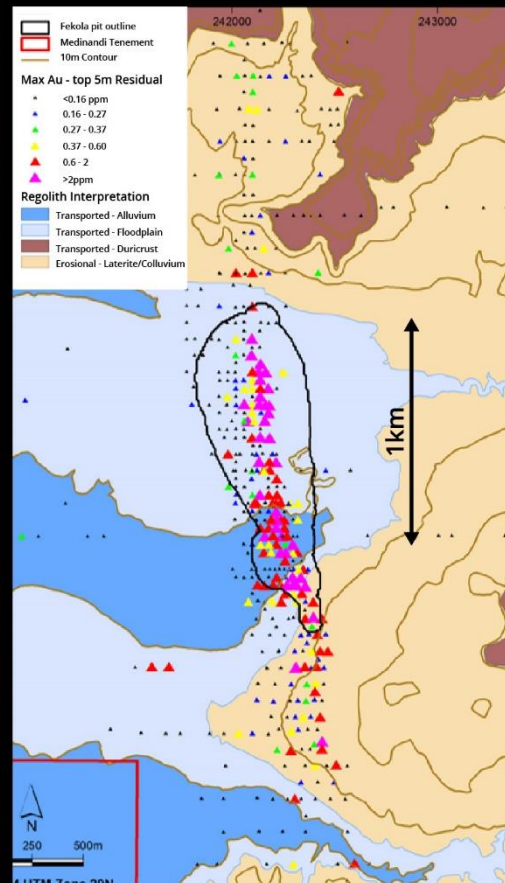 242000
243000
Fekola pit outline
Medinandi Tenement
10m Contour
Max Au - top 5m Residual
<0.16 ppm
0.16 - 0.27
0.27 - 0.37
0.37 - 0.60
0.6 - 2
>2ppm
Regolith Interpretation
Transported - Alluvium
Transported - Floodplain
Transported - Duricrust
Erosional - Laterite/Colluvium
1km
N
250 500m
UTM Zone 29N